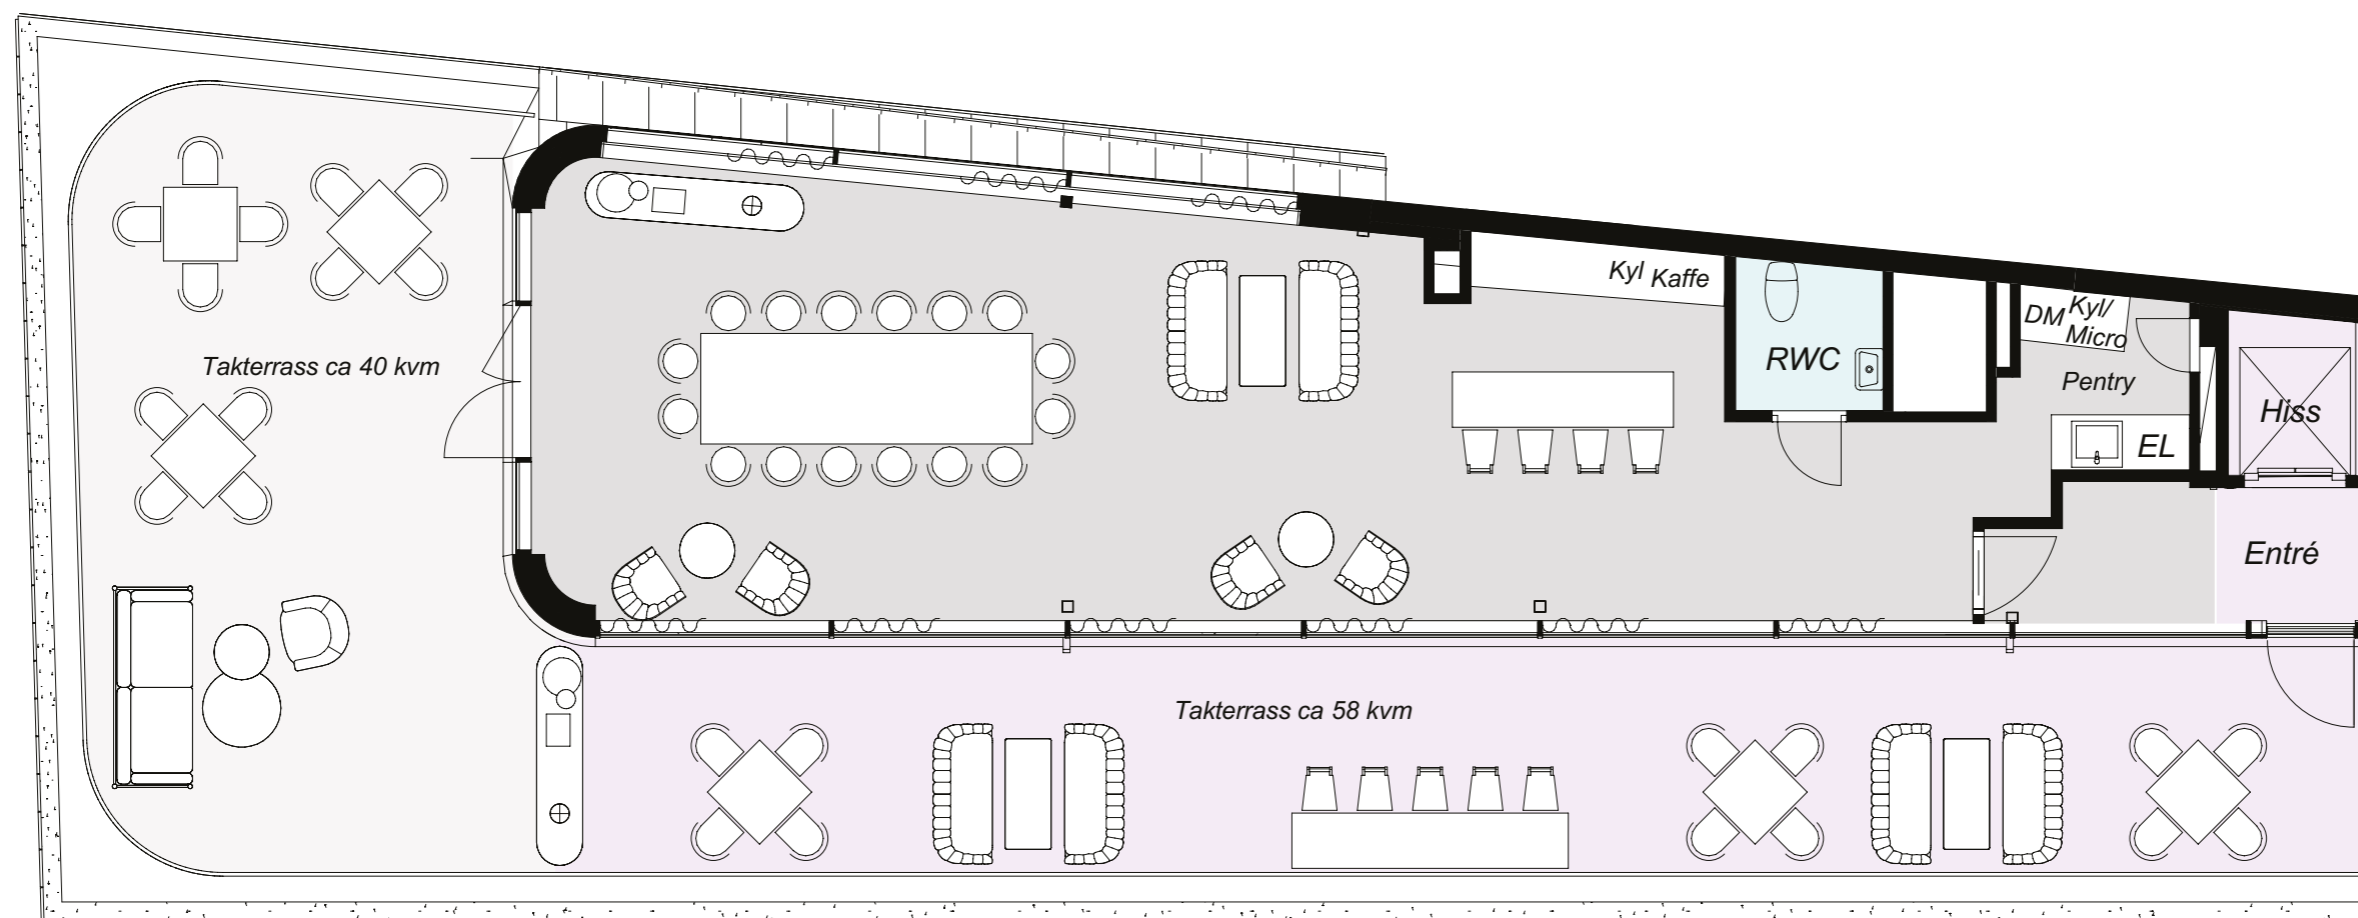 Kyl Kaffe
DM Kyl/
Micro
RWC
Takterrass ca 40 kvm
Pentry
Hiss
EL
Entré
Takterrass ca 58 kvm